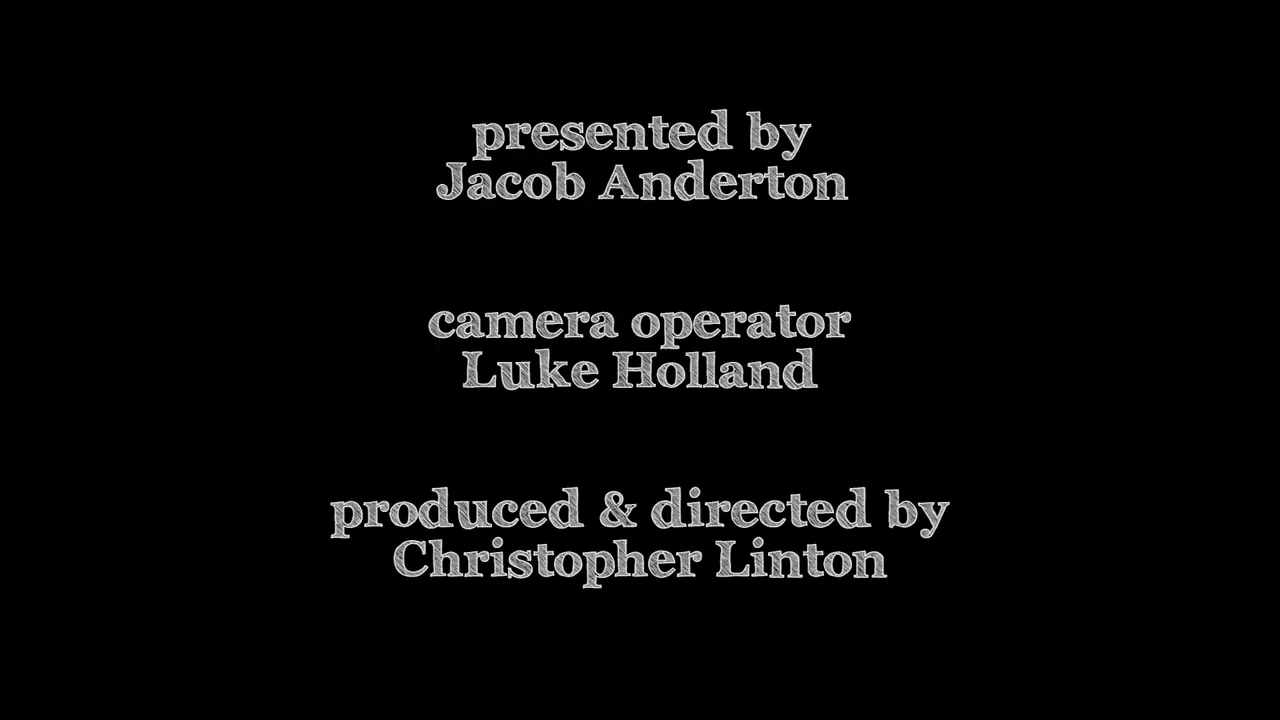 presented by
Jacob Anderton
camera operator
Luke Holland
produced & directed by
Christopher Linton